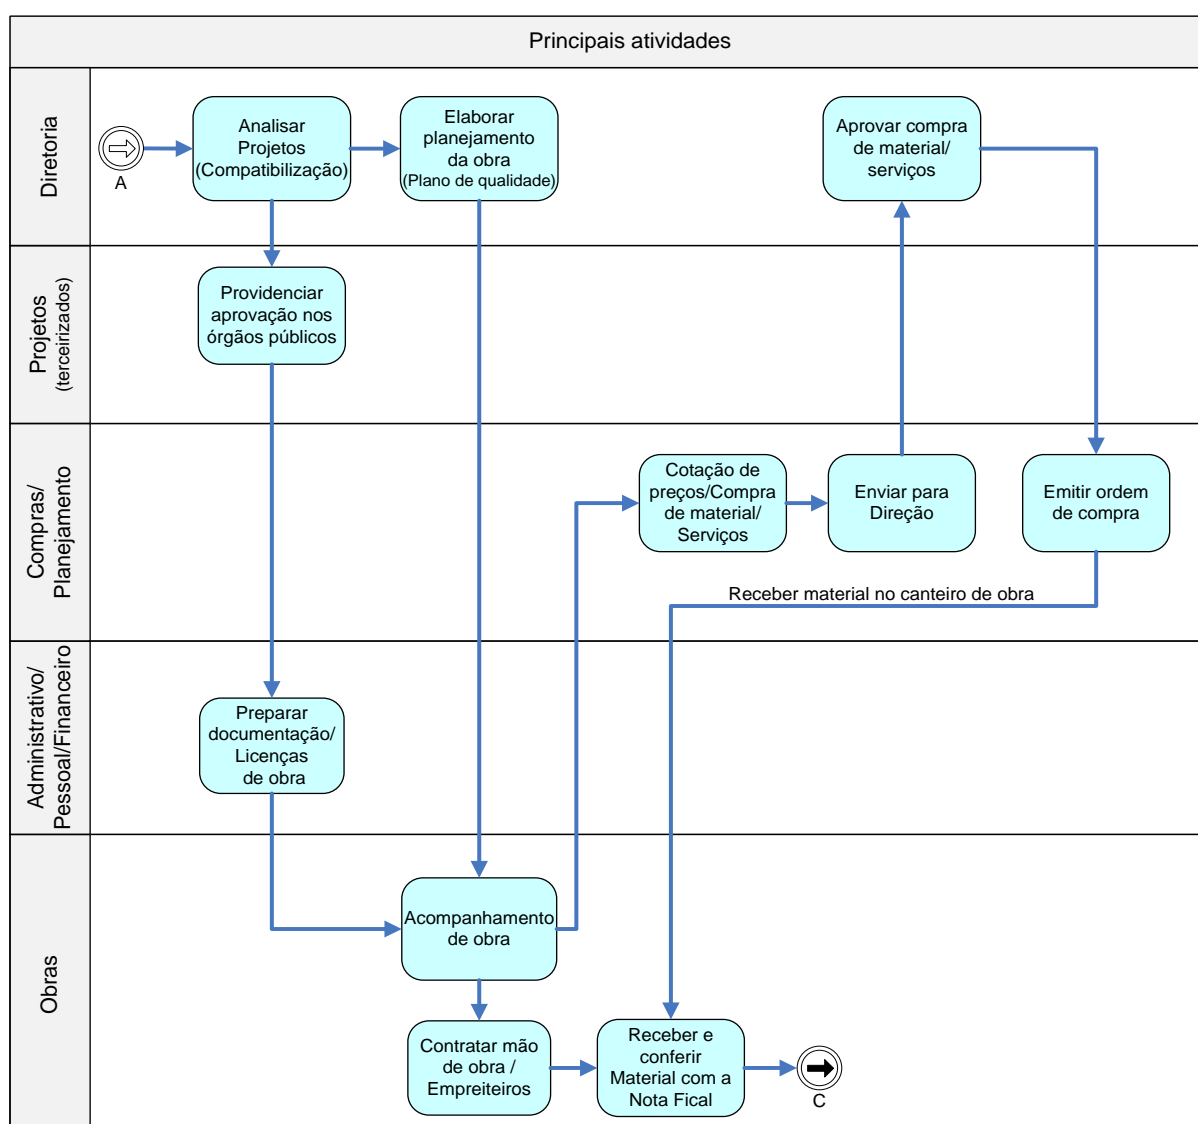 Principais atividades
Diretoria
A
Analisar
Projetos
(Compatibilização)
Elaborar
planejamento
da obra
(Plano de qualidade)
Aprovar compra
de material/
serviços
Projetos
(terceirizados)
Providenciar
aprovação nos
órgãos públicos
Compras/
Planejamento
Cotação de
preços/Compra
de material/
Serviços
Enviar para
Direção
Emitir ordem
de compra
Receber material no canteiro de obra
Administrativo/
Pessoal/Financeiro
Preparar
documentação/
Licenças
de obra
Obras
Acompanhamento
de obra
Contratar mão
de obra /
Empreiteiros
Receber e
conferir
Material com a
Nota Fical
C